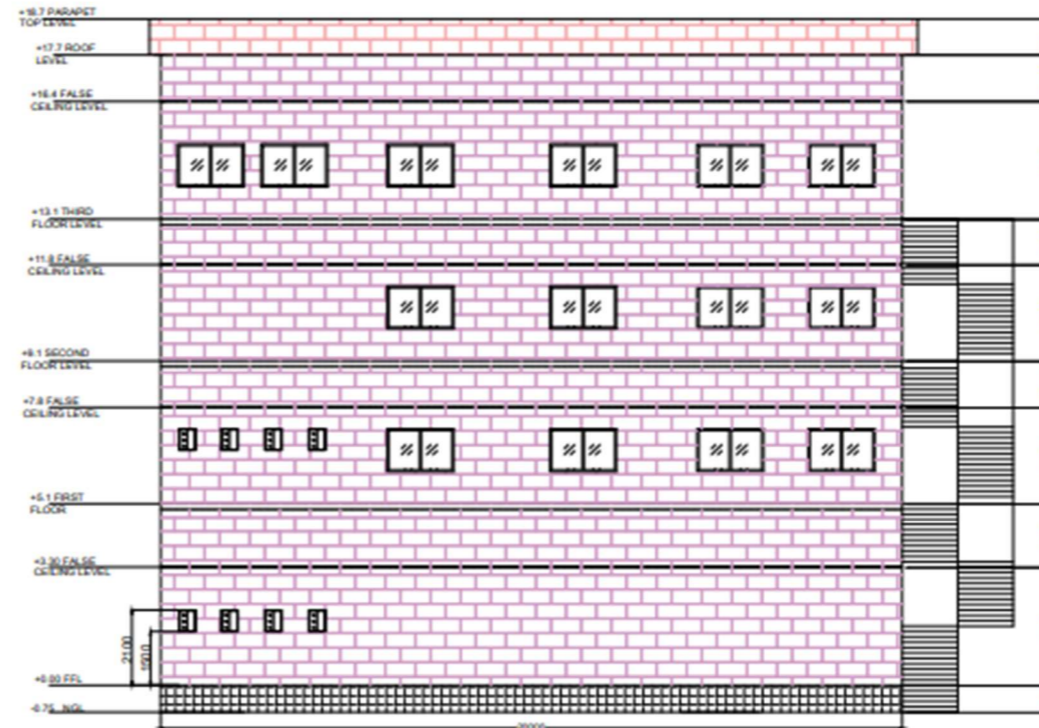 +18.7 PARAPET
TOP LEVEL
+17.7 ROOF
LEVEL
+16.4 FALSE
CEILING LEVEL
+13.1 THIRD
FLOOR LEVEL
+11.8 FALSE
CEILING LEVEL
+9.1 SECOND
FLOOR LEVEL
+7.8 FALSE
CEILING LEVEL
+5.1 FIRST
FLOOR
+3.30 FALSE
CEILING LEVEL
2100
1500
+0.00 FFL
-0.75 NGL